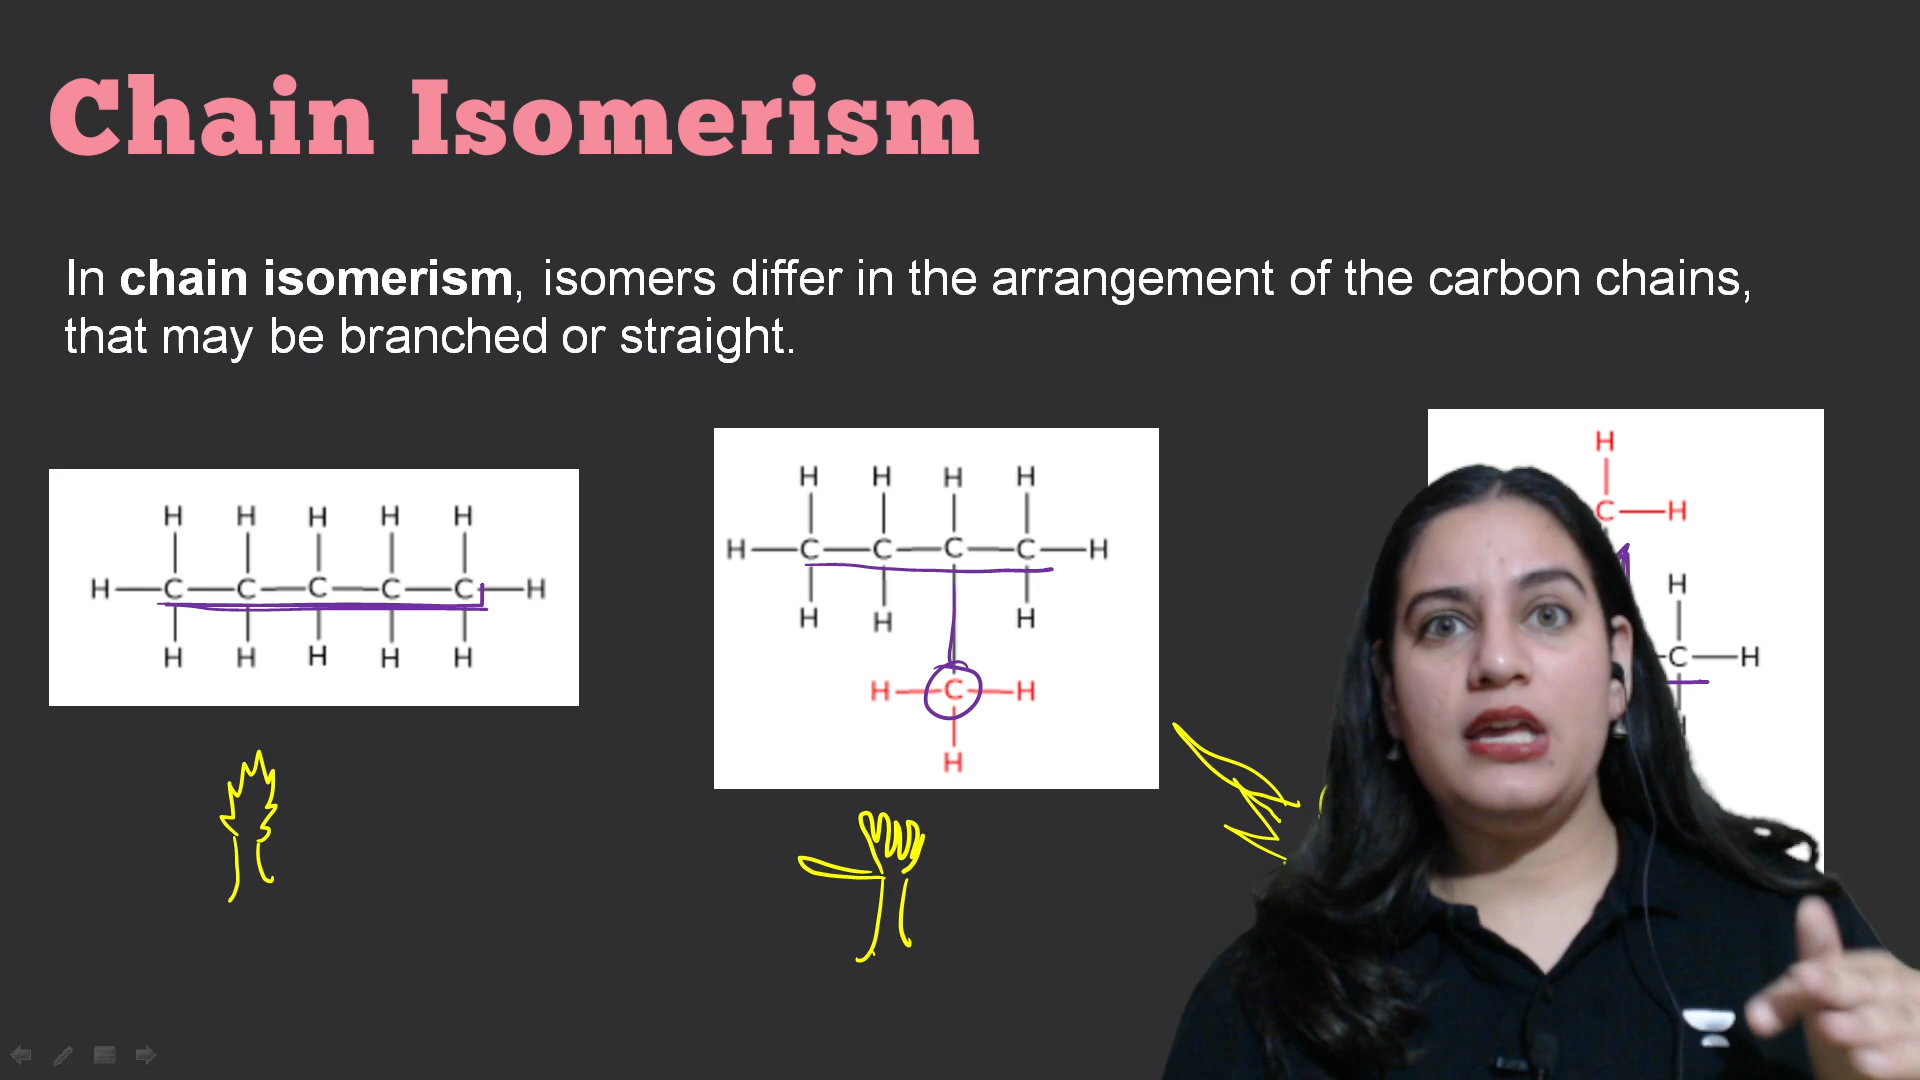 Chain Isomerism
In chain isomerism, isomers differ in the arrangement of the carbon chains,
that may be branched or straight.
H H H H H
H C C C C C H
H H H H H
H H H H
H C C C C H
H H H
H C H
H
H
C H
H
C H